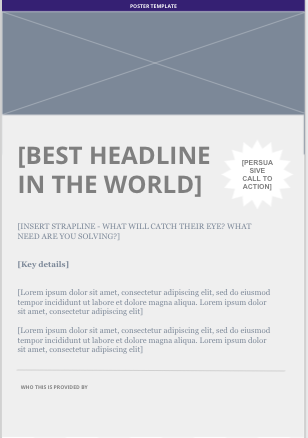 POSTER TEMPLATE
[BEST HEADLINE
IN THE WORLD]
[PERSUA
SIVE
CALL TO
ACTION]
[INSERT STRAPLINE - WHAT WILL CATCH THEIR EYE? WHAT
NEED ARE YOU SOLVING?]
[Key details]
[Lorem ipsum dolor sit amet, consectetur adipiscing elit, sed do eiusmod
tempor incididunt ut labore et dolore magna aliqua. Lorem ipsum dolor
sit amet, consectetur adipiscing elit]
[Lorem ipsum dolor sit amet, consectetur adipiscing elit, sed do eiusmod
tempor incididunt ut labore et dolore magna aliqua. Lorem ipsum dolor
sit amet, consectetur adipiscing elit]
WHO THIS IS PROVIDED BY